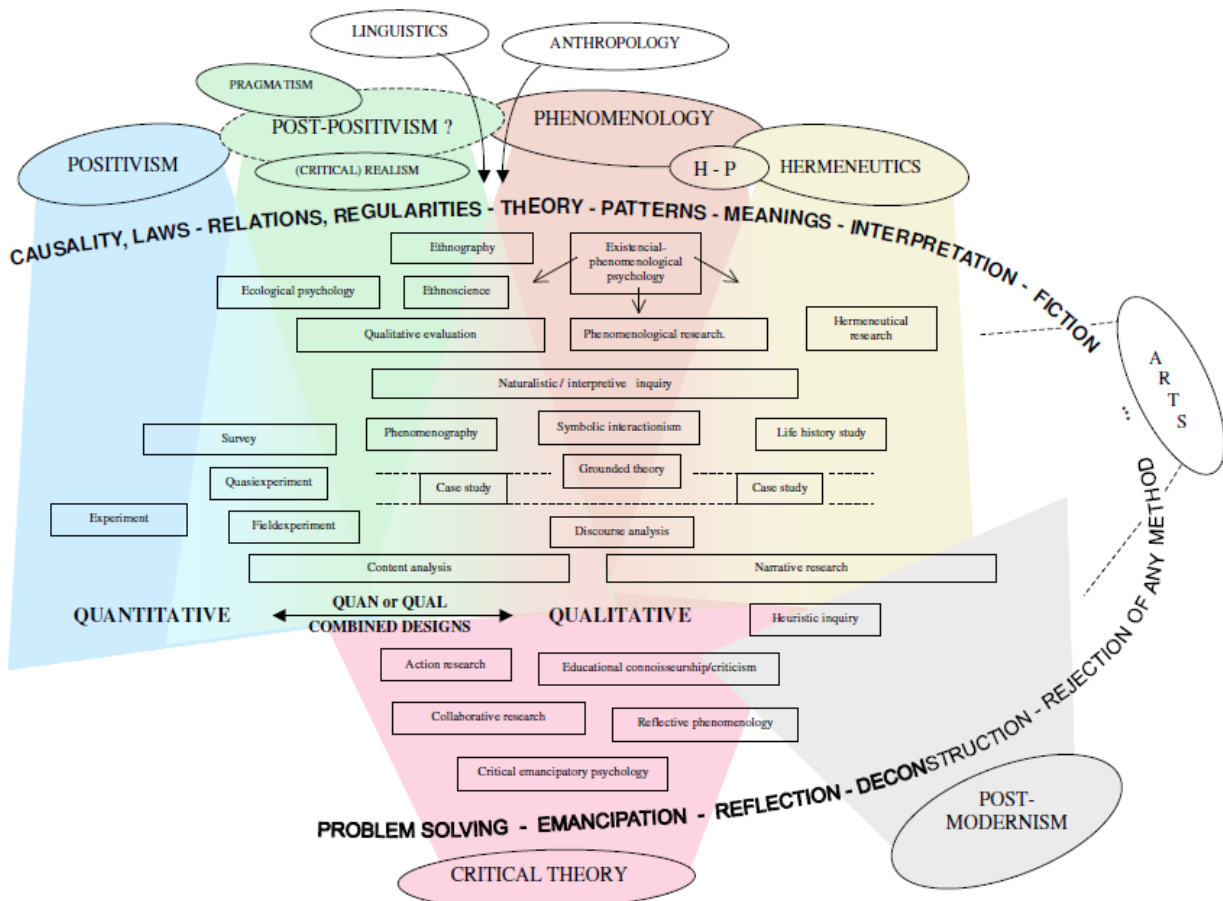 LINGUISTICS
ANTHROPOLOGY
PRAGMATISM
POST-POSITIVISM ?
PHENOMENOLOGY
POSITIVISM
(CRITICAL) REALISM
H - P
HERMENEUTICS
CAUSALITY, LAWS - RELATIONS, REGULARITIES - THEORY - PATTERNS - MEANINGS - INTERPRETATION - FICTION
Ethnography
Existencial-
phenomenological
psychology
Ecological psychology
Ethnoscience
Qualitative evaluation
Phenomenological research.
Hermeneutical
research
ARTS
...
Naturalistic / interpretive inquiry
Survey
Phenomenography
Symbolic interactionism
Life history study
Quasiexperiment
Case study
Grounded theory
Case study
Experiment
Fieldexperiment
Discourse analysis
Content analysis
Narrative research
QUANTITATIVE
QUAN or QUAL
COMBINED DESIGNS
QUALITATIVE
Heuristic inquiry
Action research
Educational connoisseurship/criticism
Collaborative research
Reflective phenomenology
Critical emancipatory psychology
PROBLEM SOLVING - EMANCIPATION - REFLECTION - DECONSTRUCTION - REJECTION OF ANY METHOD
POST-
MODERNISM
CRITICAL THEORY